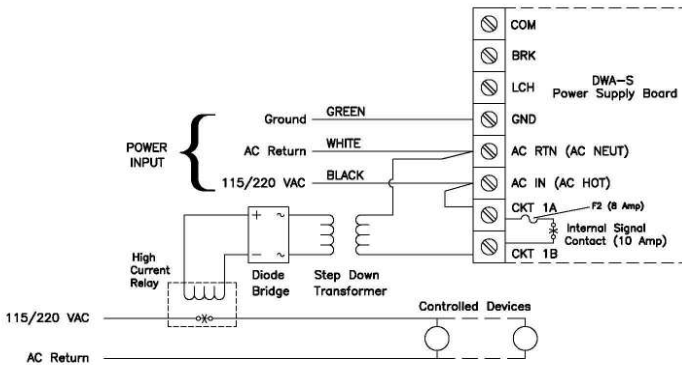 COM
BRK
LCH
DWA-S
Power Supply Board
GND
AC RTN (AC NEUT)
AC IN (AC HOT)
CKT 1A
F2 (8 Amp)
Internal Signal
Contact (10 Amp)
CKT 1B
POWER
INPUT
Ground
GREEN
AC Return
WHITE
115/220 VAC
BLACK
High
Current
Relay
+
~
-
~
Diode
Bridge
Step Down
Transformer
Controlled Devices
115/220 VAC
AC Return